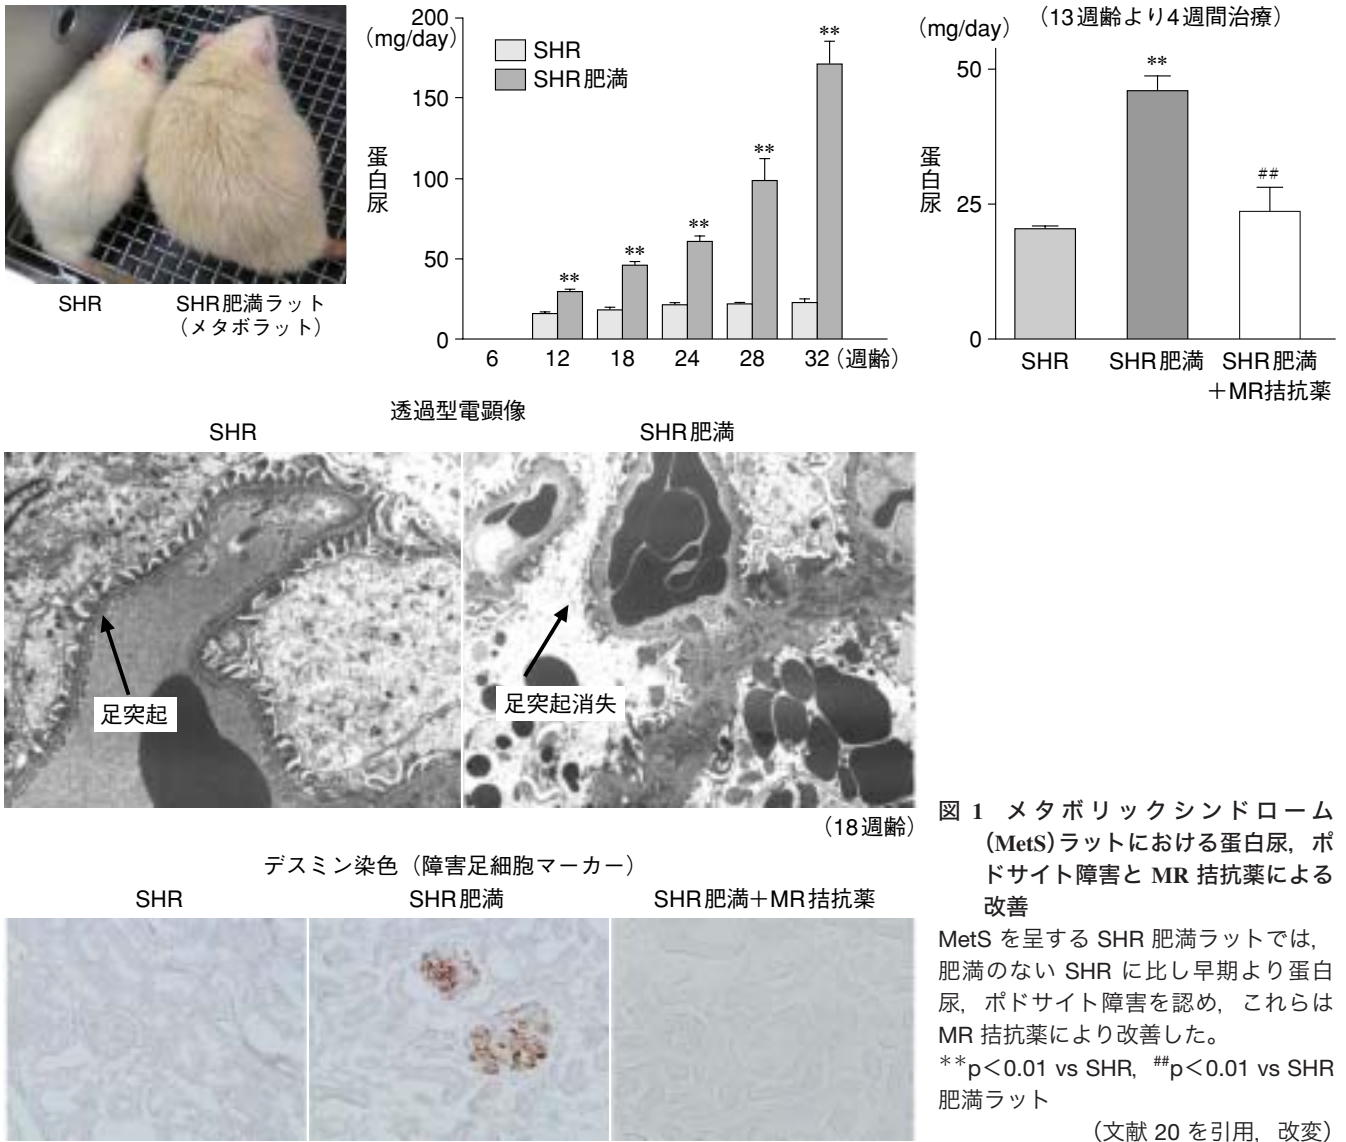 SHR
SHR肥満ラット
(メタボラット)
200
(mg/day)
150
100
50
0
蛋白尿
SHR
SHR肥満
**
**
**
**
**
6 12 18 24 28 32(週齢)
(mg/day)
(13週齢より4週間治療)
50
25
0
蛋白尿
**
##
SHR
SHR肥満
SHR肥満
+MR拮抗薬
透過型電顕像
SHR
SHR肥満
足突起
足突起消失
(18週齢)
デスミン染色(障害足細胞マーカー)
SHR
SHR肥満
SHR肥満+MR拮抗薬
図 1 メタボリックシンドローム
(MetS)ラットにおける蛋白尿,ポ
ドサイト障害と MR 拮抗薬による
改善
MetS を呈する SHR 肥満ラットでは,
肥満のない SHR に比し早期より蛋白
尿,ポドサイト障害を認め,これらは
MR 拮抗薬により改善した。
**p<0.01 vs SHR, ##p<0.01 vs SHR
肥満ラット
(文献 20 を引用,改変)